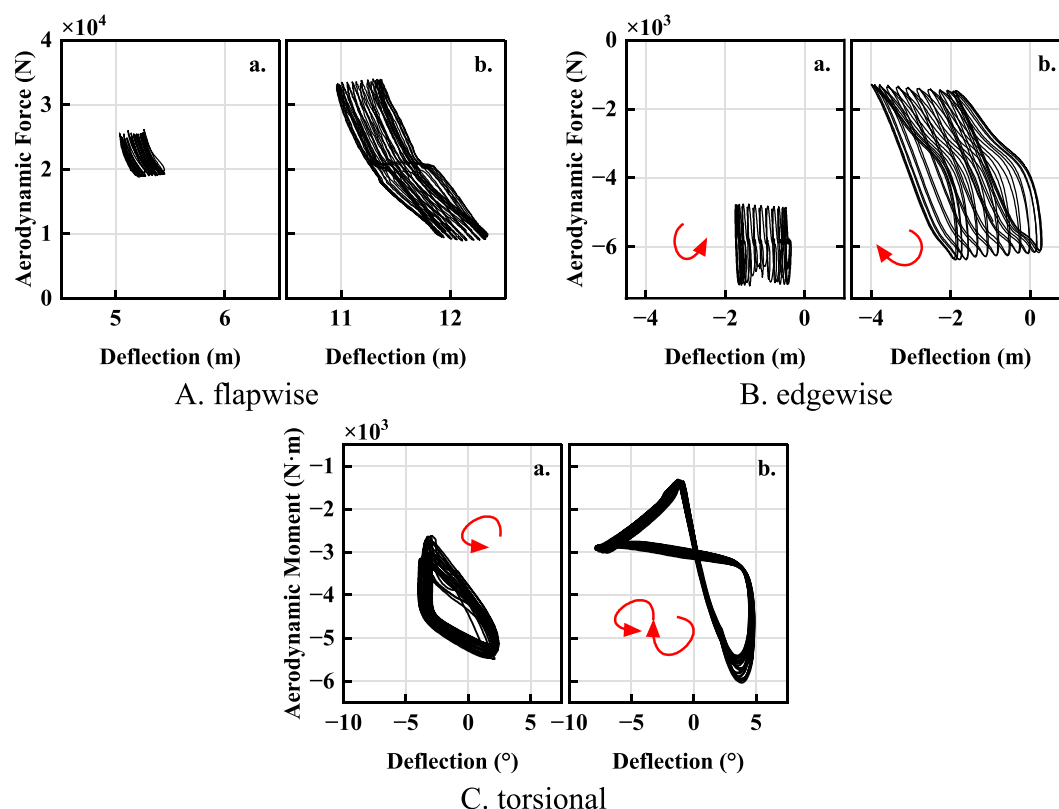 ×10⁴
Aerodynamic Force (N)
4
3
2
1
0
a.
b.
5
6
11
12
Deflection (m)
Deflection (m)
A. flapwise
×10³
Aerodynamic Force (N)
0
−2
−4
−6
a.
b.
−4
−2
0
−4
−2
0
Deflection (m)
Deflection (m)
B. edgewise
×10³
Aerodynamic Moment (N·m)
−1
−2
−3
−4
−5
−6
a.
b.
−10
−5
0
5
−10
−5
0
5
Deflection (°)
Deflection (°)
C. torsional